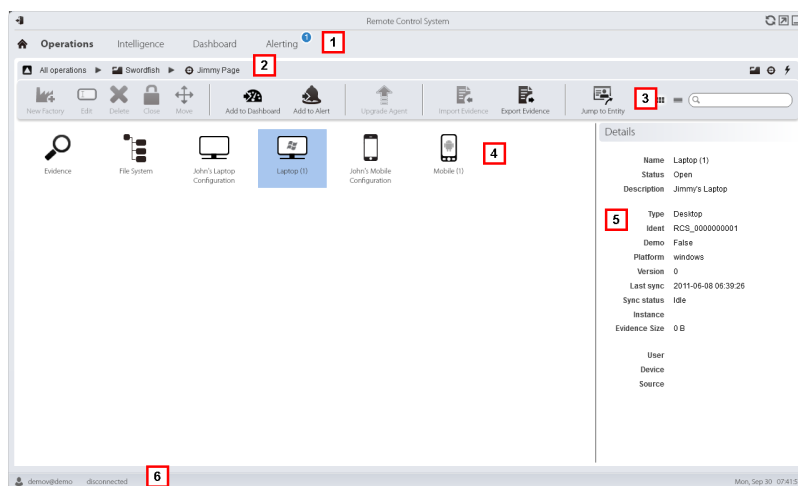 Remote Control System
Operations Intelligence Dashboard Alerting 1 1
All operations Swordfish Jimmy Page 2
New Factory Edit Delete Close Move Add to Dashboard Add to Alert Upgrade Agent Import Evidence Export Evidence Jump to Entity 3
Evidence File System John's Laptop Configuration Laptop (1) John's Mobile Configuration Mobile (1) 4
Details
Name Laptop (1)
Status Open
Description Jimmy's Laptop
5
Type Desktop
Ident RCS_0000000001
Demo False
Platform windows
Version 0
Last sync 2011-06-08 06:39:26
Sync status Idle
Instance
Evidence Size 0 B
User
Device
Source
demov@demo disconnected 6
Mon, Sep 30 07:41:5